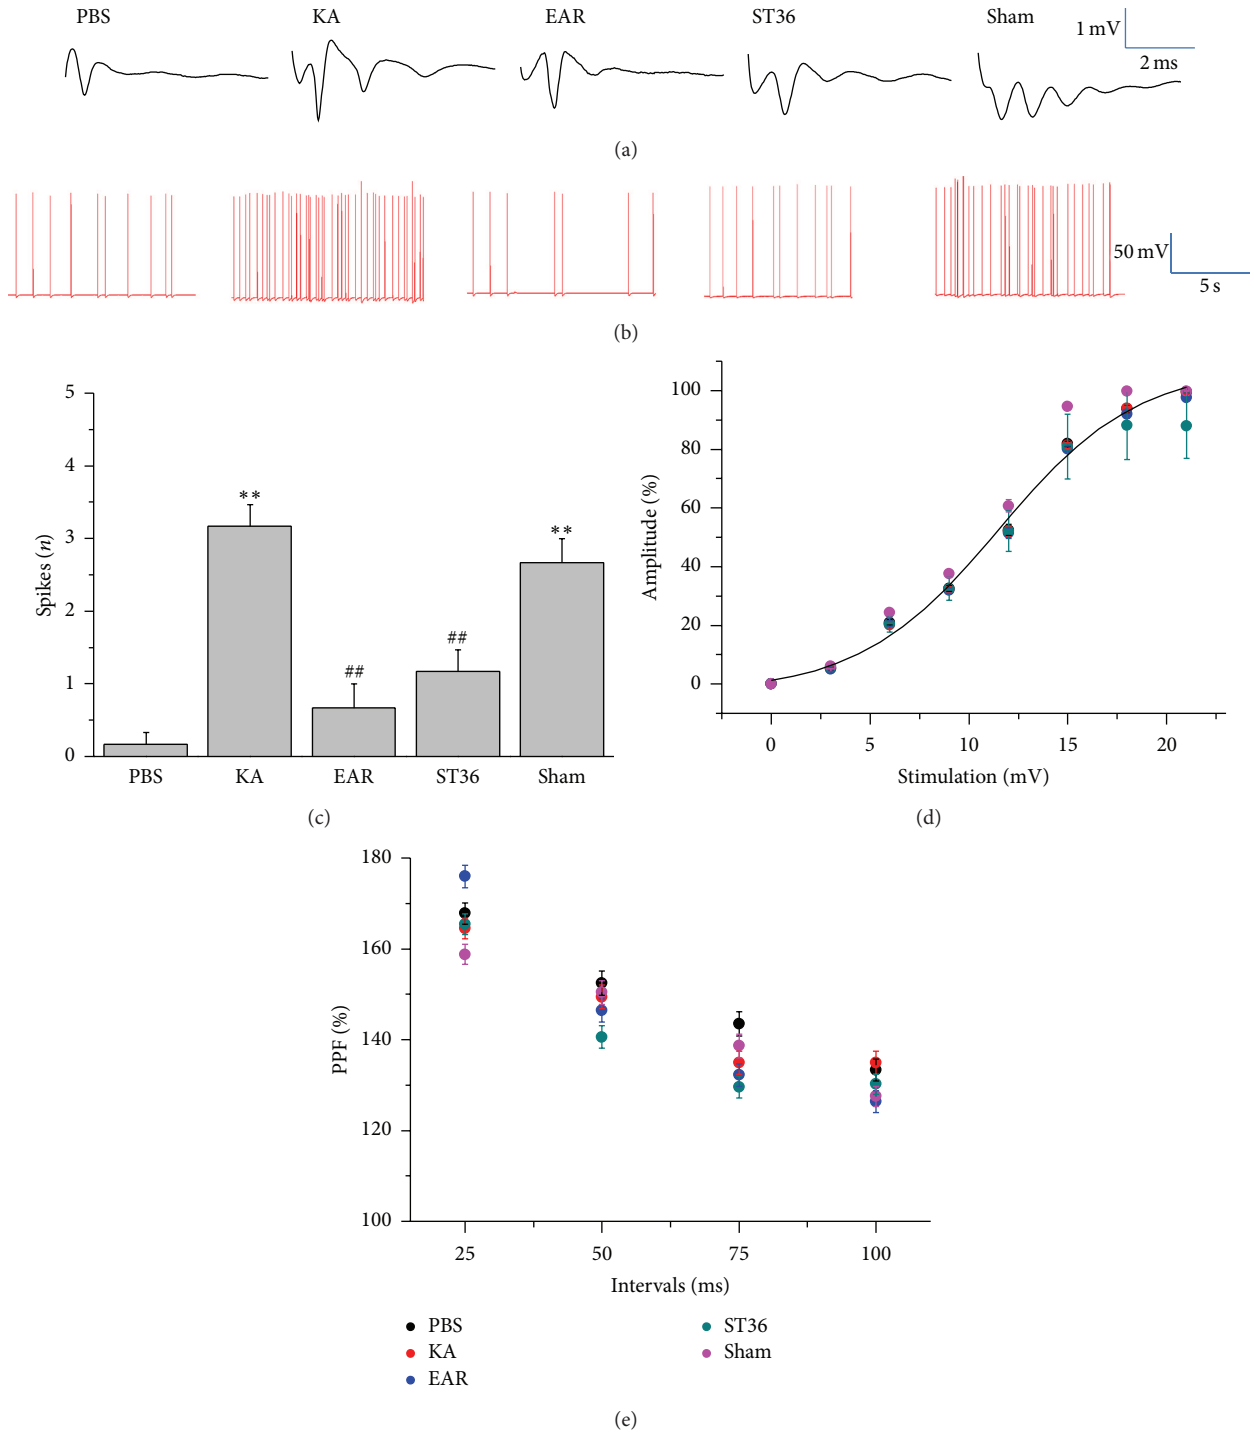 PBS
KA
EAR
ST36
Sham
1 mV
2 ms
(a)
50 mV
5 s
(b)
5
4
3
2
1
0
Spikes (n)
**
##
##
**
PBS
KA
EAR
ST36
Sham
(c)
100
80
60
40
20
0
Amplitude (%)
0
5
10
15
20
Stimulation (mV)
(d)
180
160
140
120
100
PPF (%)
25
50
75
100
Intervals (ms)
PBS
KA
EAR
ST36
Sham
(e)